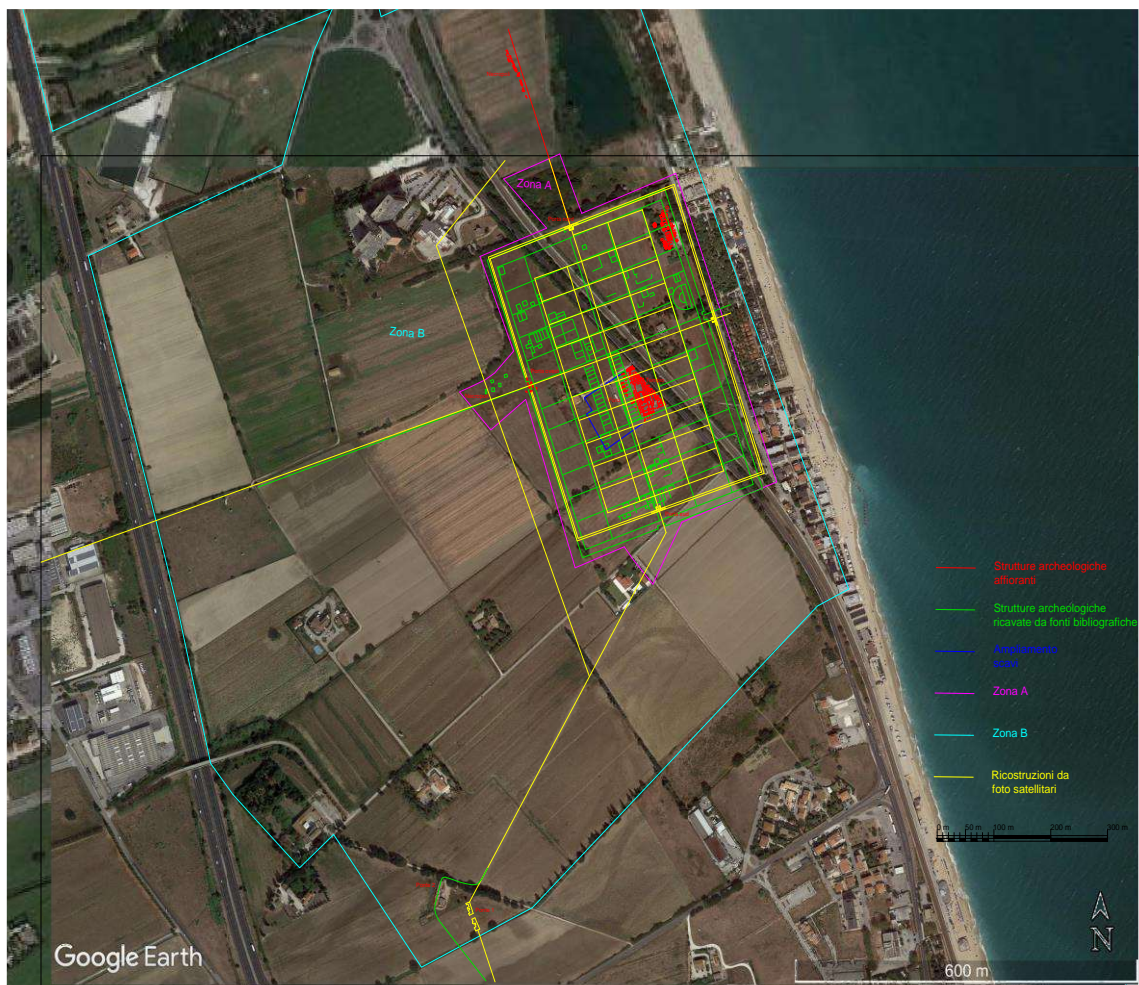 Zona A
Zona B
Strutture archeologiche
affioranti
Strutture archeologiche
ricavate da fonti bibliografiche
Ampliamento
scavi
Zona A
Zona B
Ricostruzioni da
foto satellitari
0 m 50 m 100 m 200 m 300 m
N
Google Earth
600 m